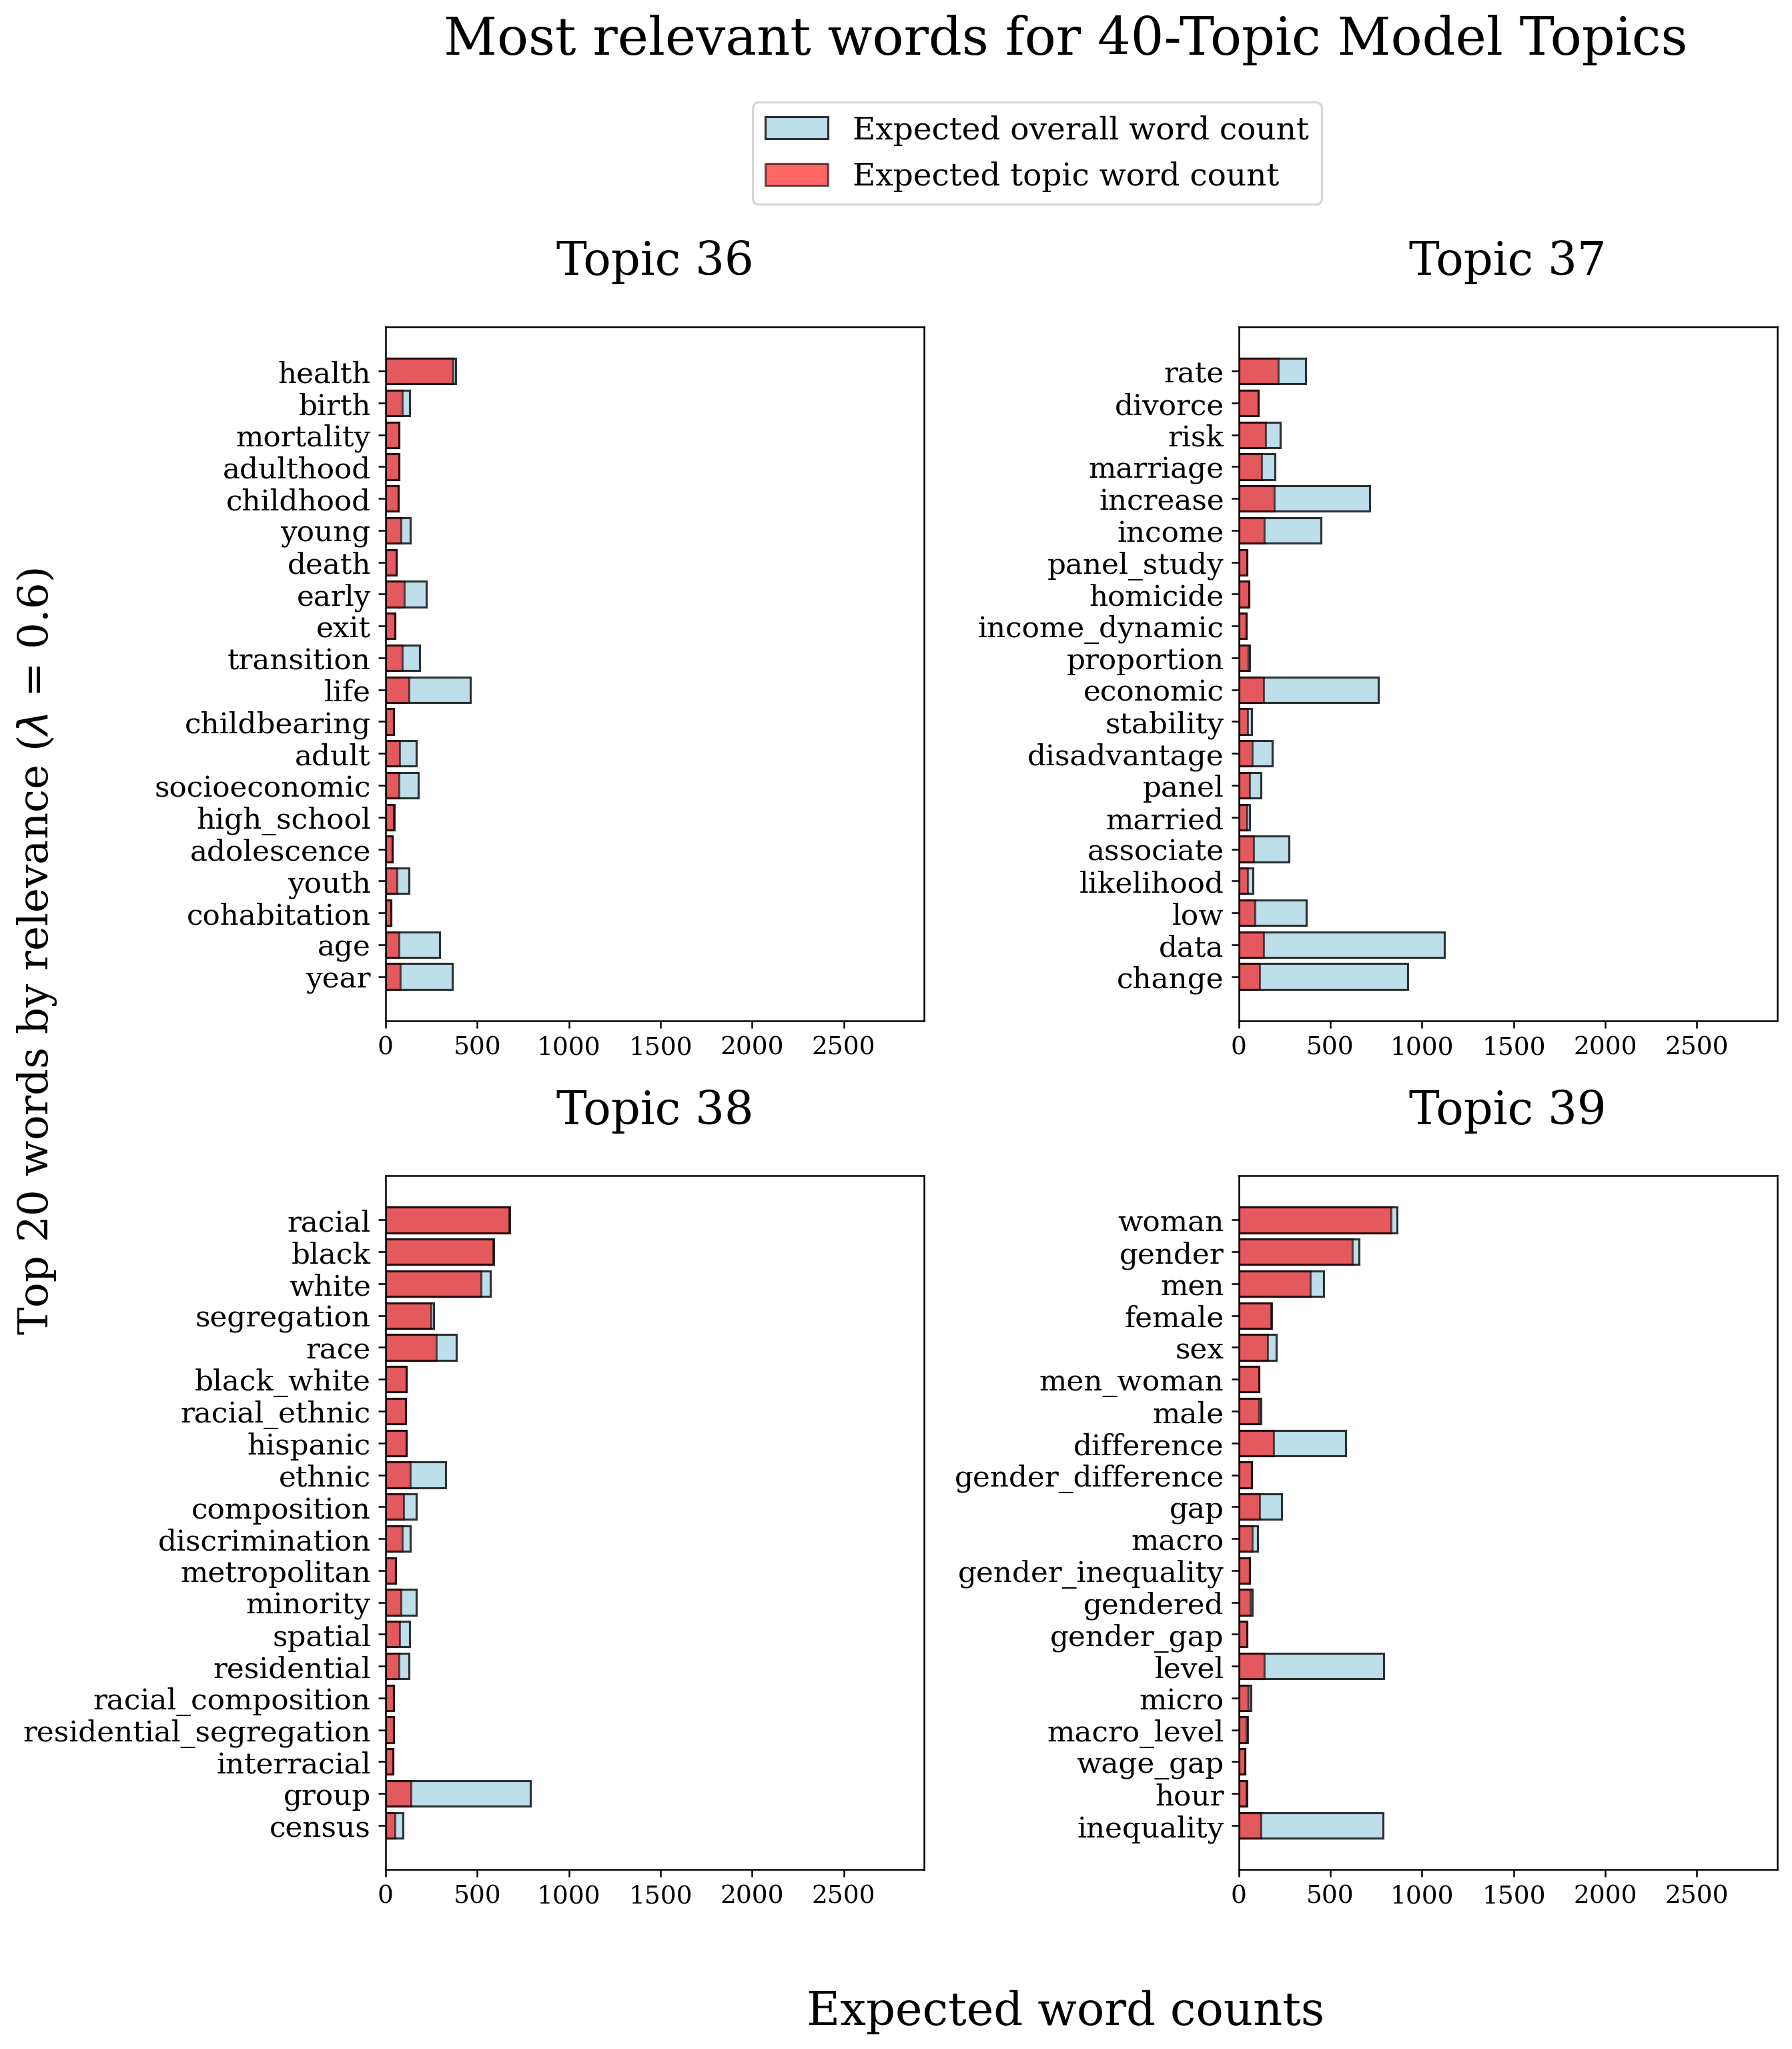 Most relevant words for 40-Topic Model Topics
Expected overall word count
Expected topic word count
Top 20 words by relevance (λ = 0.6)
Topic 36
health
birth
mortality
adulthood
childhood
young
death
early
exit
transition
life
childbearing
adult
socioeconomic
high_school
adolescence
youth
cohabitation
age
year
0 500 1000 1500 2000 2500
Topic 37
rate
divorce
risk
marriage
increase
income
panel_study
homicide
income_dynamic
proportion
economic
stability
disadvantage
panel
married
associate
likelihood
low
data
change
0 500 1000 1500 2000 2500
Topic 38
racial
black
white
segregation
race
black_white
racial_ethnic
hispanic
ethnic
composition
discrimination
metropolitan
minority
spatial
residential
racial_composition
residential_segregation
interracial
group
census
0 500 1000 1500 2000 2500
Topic 39
woman
gender
men
female
sex
men_woman
male
difference
gender_difference
gap
macro
gender_inequality
gendered
gender_gap
level
micro
macro_level
wage_gap
hour
inequality
0 500 1000 1500 2000 2500
Expected word counts